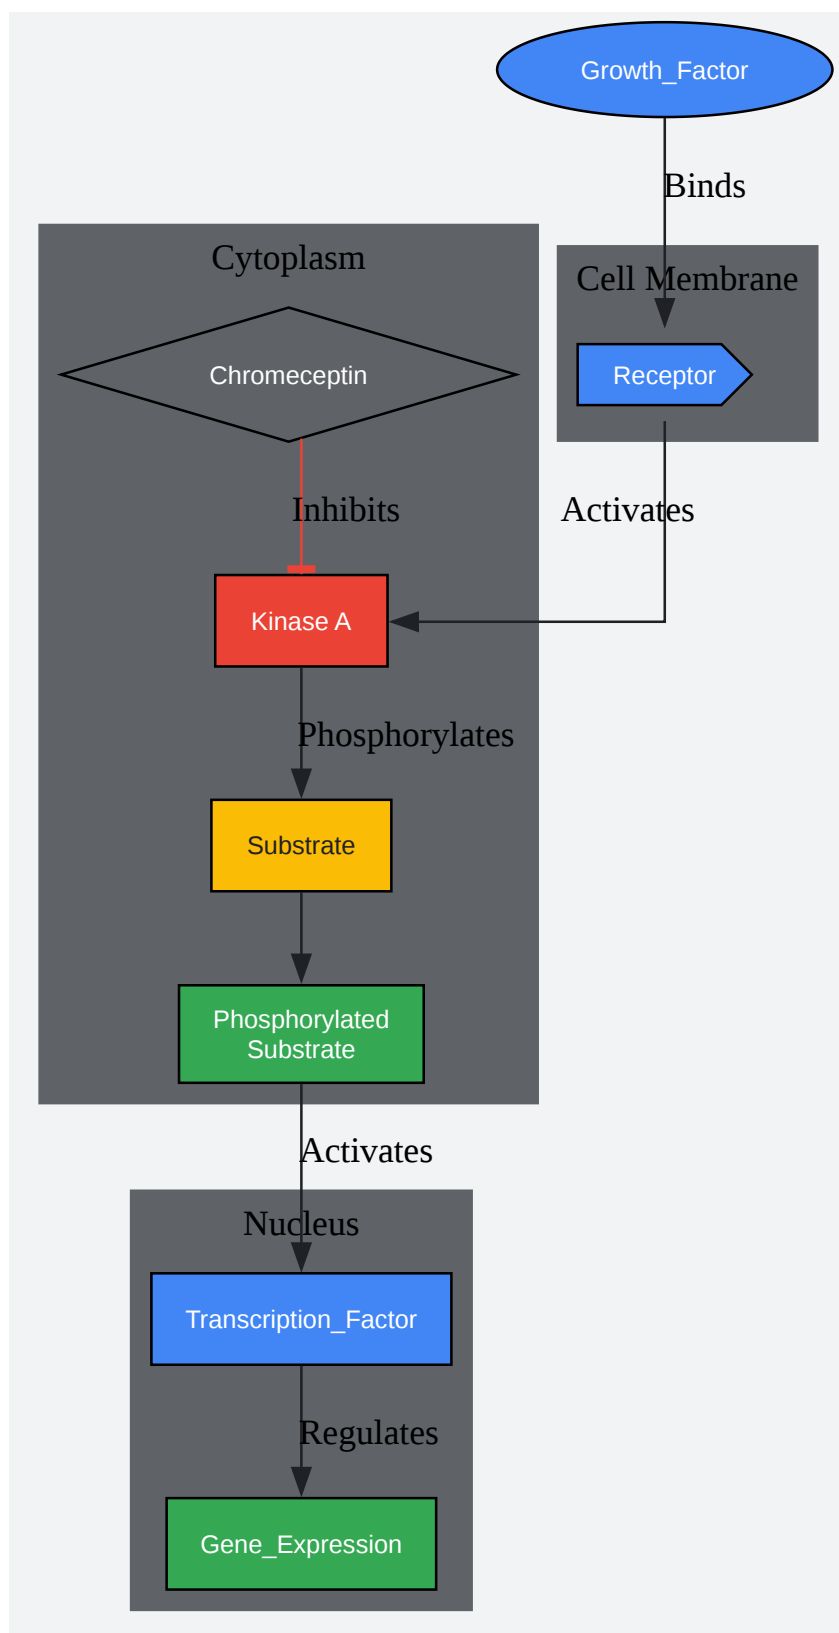 Growth_Factor
Binds
Cytoplasm
Cell Membrane
Chromeceptin
Receptor
Inhibits
Activates
Kinase A
Phosphorylates
Substrate
Phosphorylated
Substrate
Activates
Nucleus
Transcription_Factor
Regulates
Gene_Expression